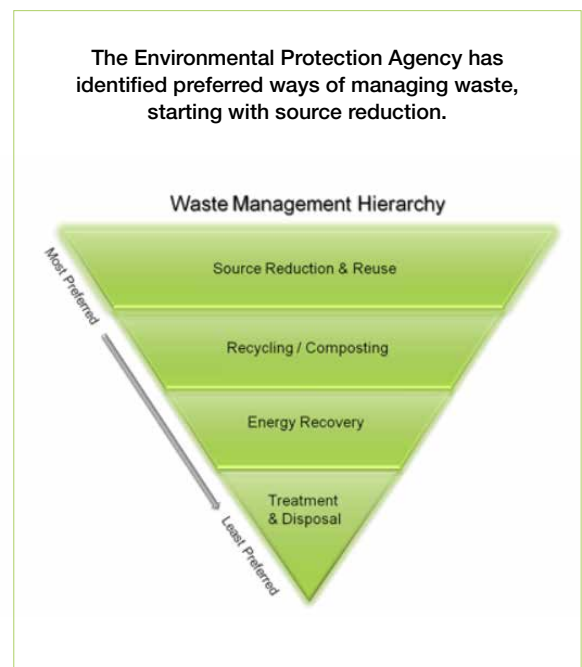 The Environmental Protection Agency has
identified preferred ways of managing waste,
starting with source reduction.
Waste Management Hierarchy
Most Preferred
Source Reduction & Reuse
Recycling / Composting
Energy Recovery
Treatment
& Disposal
Least Preferred